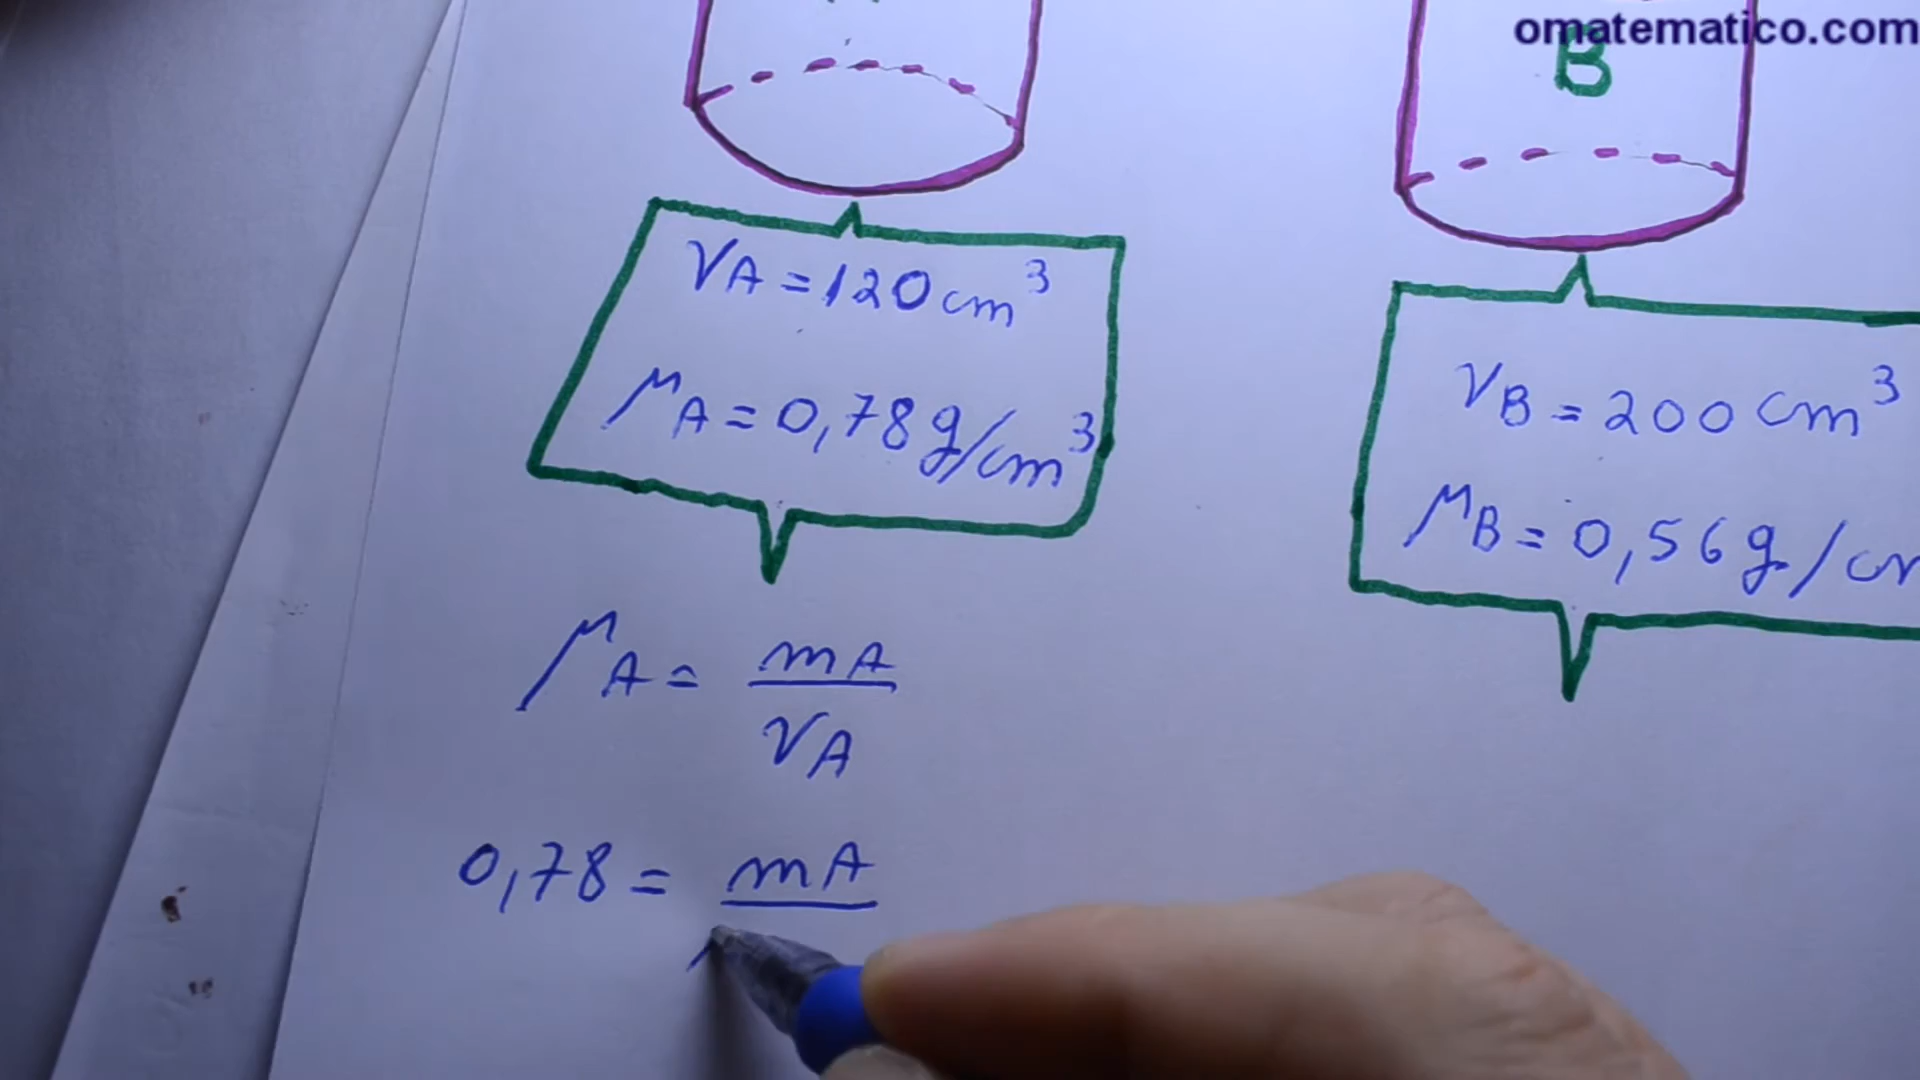 omatematico.com
B
VA = 120 cm³
μA = 0,78 g/cm³
VB = 200 cm³
μB = 0,56 g/cm
μA = mA
VA
0,78 = mA